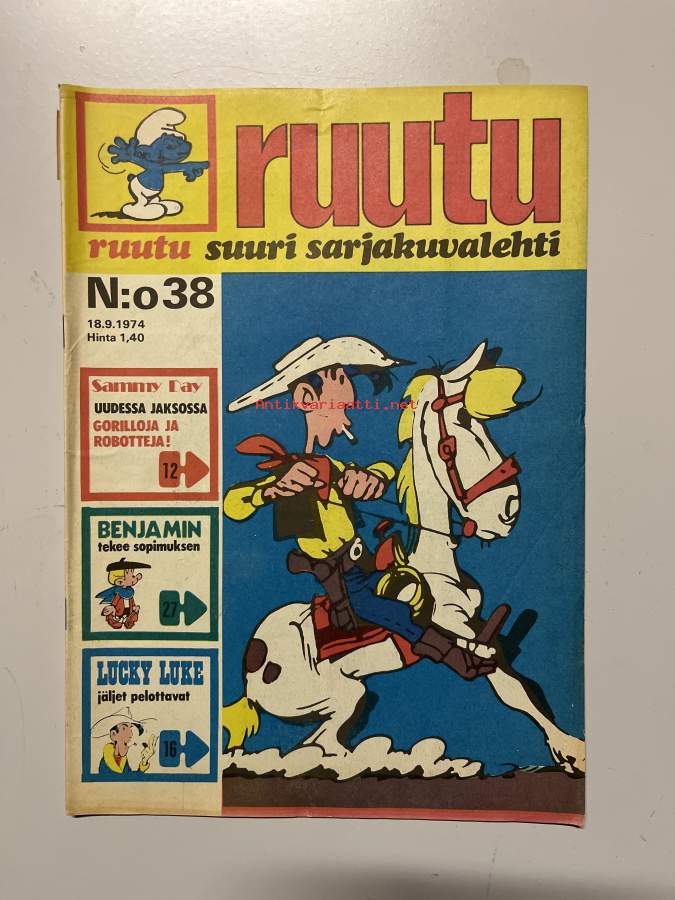 ruutu
ruutu suuri sarjakuvalehti
N:o 38
18.9.1974
Hinta 1,40
Sammy Day
UUDESSA JAKSOSSA
GORILLOJA JA
ROBOTTEJA!
12
BENJAMIN
tekee sopimuksen
27
LUCKY LUKE
jäljet pelottavat
16
Antikvariaatti.net